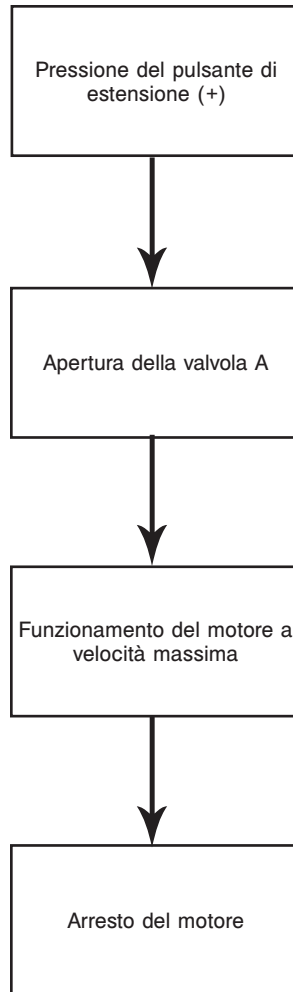 Pressione del pulsante di
estensione (+)
Apertura della valvola A
Funzionamento del motore a
velocità massima
Arresto del motore